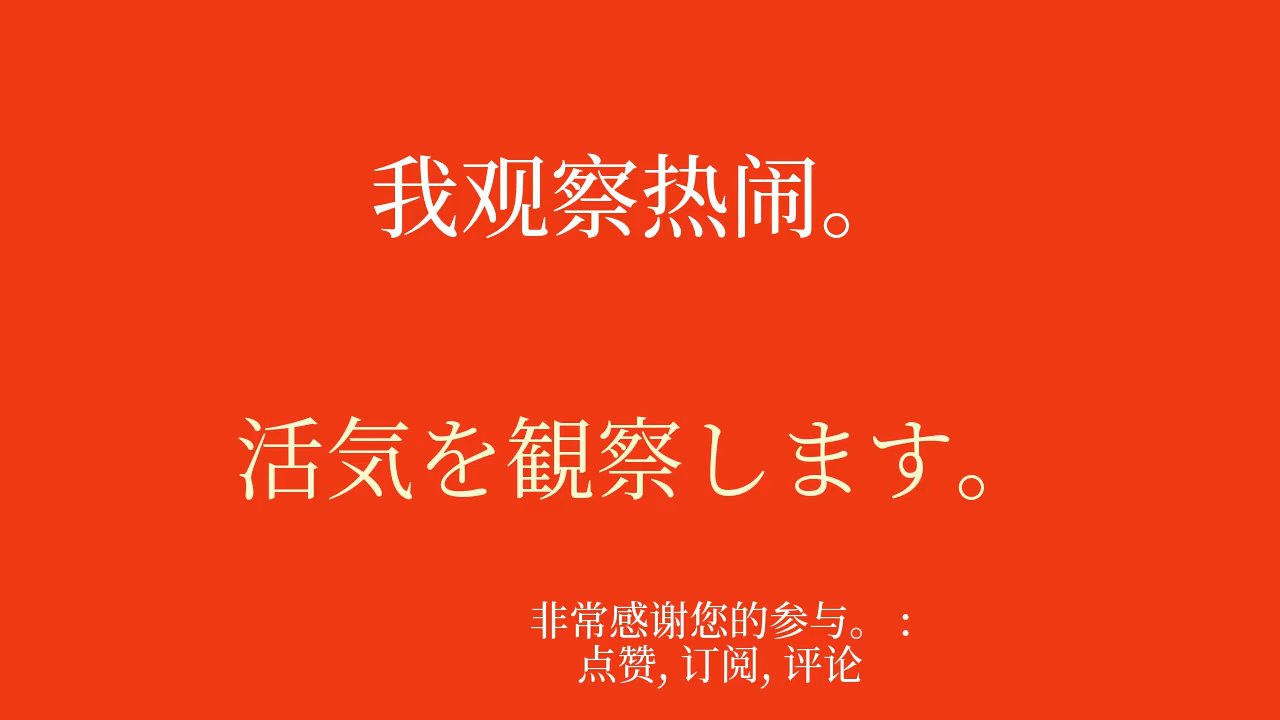 我观察热闹。
活気を観察します。
非常感谢您的参与。 :
点赞, 订阅, 评论